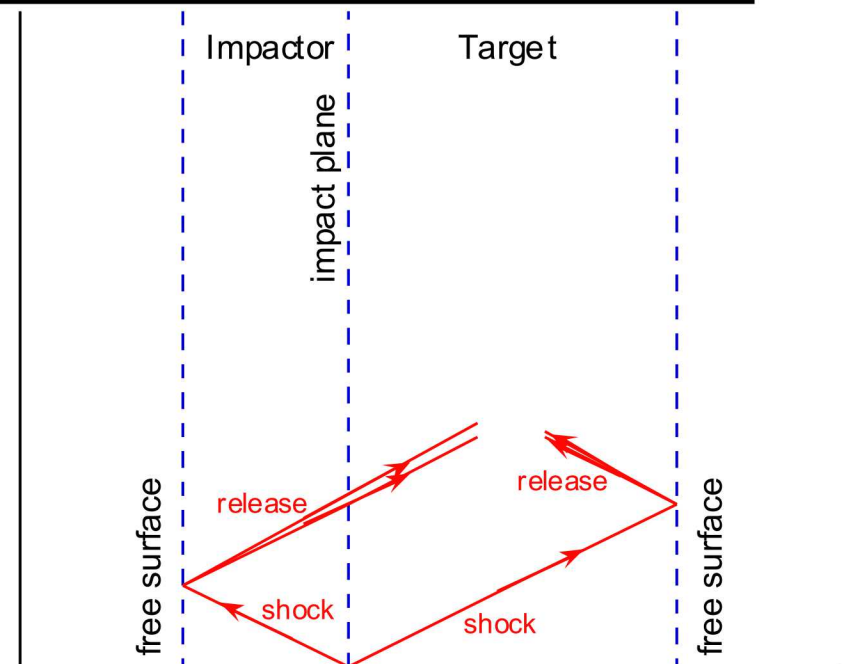 Impactor
Target
impact plane
release
release
free surface
free surface
shock
shock